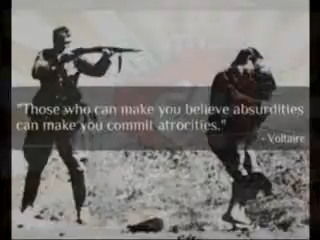 "Those who can make you believe absurdities
can make you commit atrocities."
- Voltaire